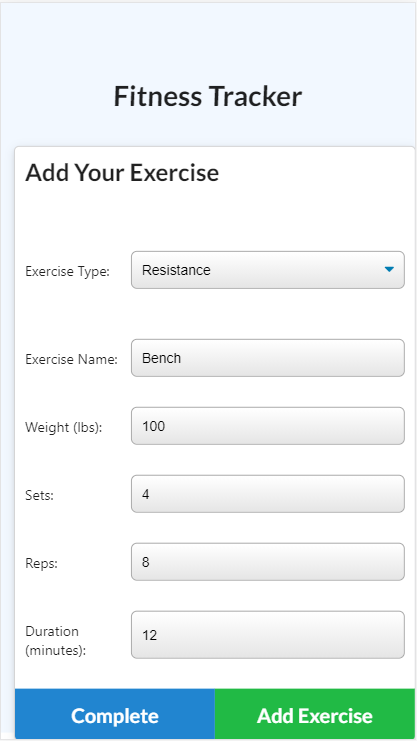 Fitness Tracker
Add Your Exercise
Exercise Type: Resistance
Exercise Name: Bench
Weight (lbs): 100
Sets: 4
Reps: 8
Duration
(minutes): 12
Complete Add Exercise